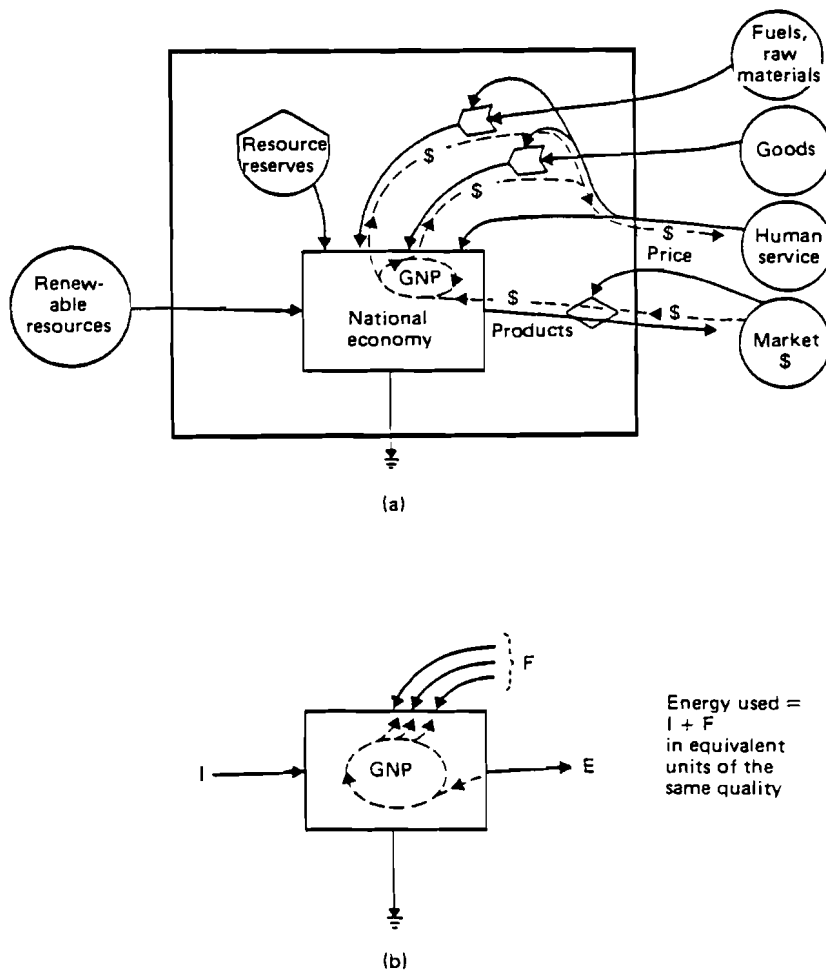 Fuels,
raw
materials
Resource
reserves
$
Goods
$
$
Price
Human
service
Renew-
able
resources
GNP
National
economy
$
Products
$
Market
$
(a)
F
I
GNP
E
Energy used =
I + F
in equivalent
units of the
same quality
(b)